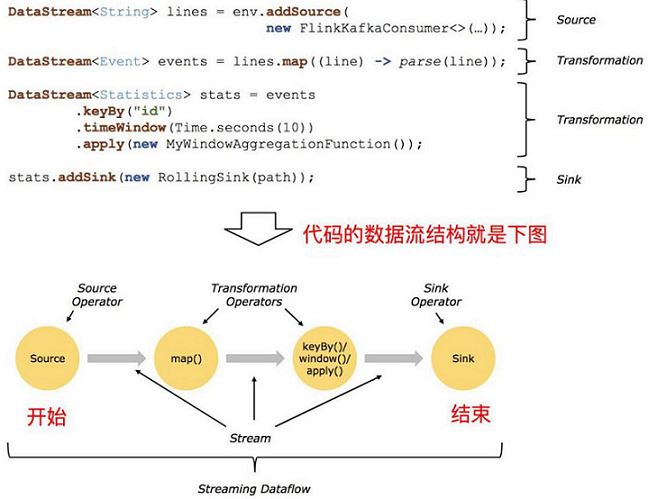 DataStream<String> lines = env.addSource(
new FlinkKafkaConsumer<>(…));
Source
DataStream<Event> events = lines.map((line) -> parse(line));
Transformation
DataStream<Statistics> stats = events
.keyBy("id")
.timeWindow(Time.seconds(10))
.apply(new MyWindowAggregationFunction());
Transformation
stats.addSink(new RollingSink(path));
Sink
代码的数据流结构就是下图
Source
Operator
Transformation
Operators
Sink
Operator
Source
map()
keyBy()/
window()/
apply()
Sink
开始
结束
Stream
Streaming Dataflow